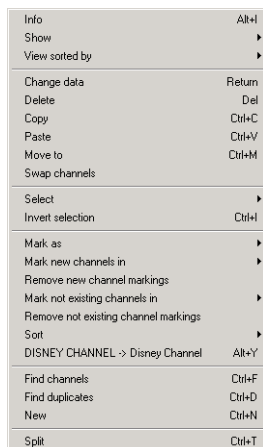 Info Alt+I
Show
View sorted by
Change data Return
Delete Del
Copy Ctrl+C
Paste Ctrl+V
Move to Ctrl+M
Swap channels
Select
Invert selection Ctrl+I
Mark as
Mark new channels in
Remove new channel markings
Mark not existing channels in
Remove not existing channel markings
Sort
DISNEY CHANNEL -> Disney Channel Alt+Y
Find channels Ctrl+F
Find duplicates Ctrl+D
New Ctrl+N
Split Ctrl+T